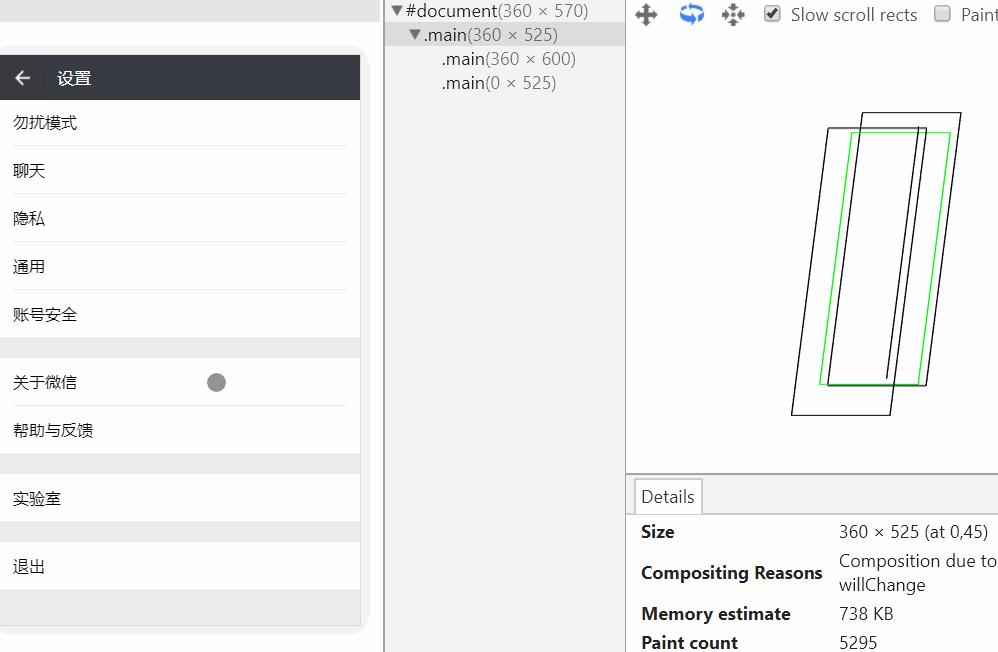 设置
勿扰模式
聊天
隐私
通用
账号安全
关于微信
帮助与反馈
实验室
退出
#document(360 × 570)
.main(360 × 525)
.main(360 × 600)
.main(0 × 525)
Slow scroll rects
Paint
Details
Size 360 × 525 (at 0,45)
Compositing Reasons Composition due to
willChange
Memory estimate 738 KB
Paint count 5295